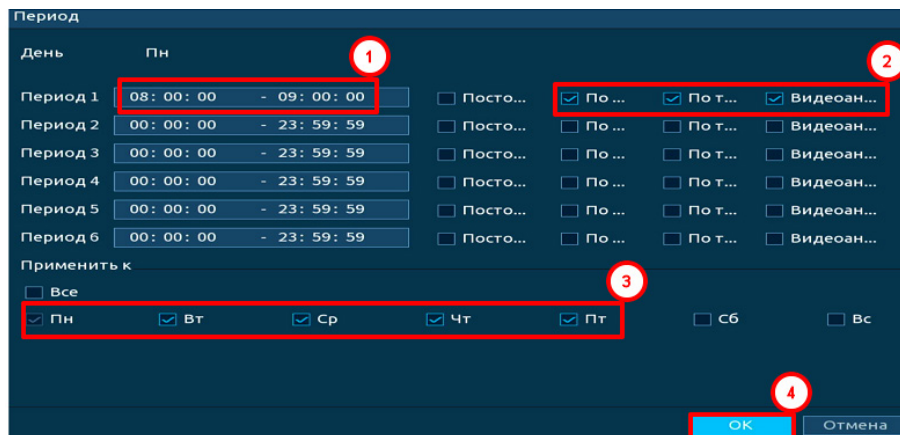 Период
День Пн 1
2
Период 1 08: 00: 00 - 09: 00: 00 Посто... По ... По т... Видеоан...
Период 2 00: 00: 00 - 23: 59: 59 Посто... По ... По т... Видеоан...
Период 3 00: 00: 00 - 23: 59: 59 Посто... По ... По т... Видеоан...
Период 4 00: 00: 00 - 23: 59: 59 Посто... По ... По т... Видеоан...
Период 5 00: 00: 00 - 23: 59: 59 Посто... По ... По т... Видеоан...
Период 6 00: 00: 00 - 23: 59: 59 Посто... По ... По т... Видеоан...
Применить к
3
Все
Пн Вт Ср Чт Пт Сб Вс
4
OK Отмена